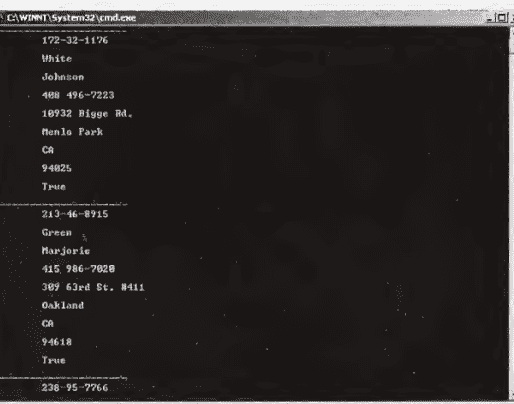 C:\WINNT\System32\cmd.exe
172-32-1176
White
Johnson
408 496-7223
10932 Bigge Rd.
Menlo Park
CA
94025
True
213-46-8915
Green
Marjorie
415 986-7020
309 63rd St. #411
Oakland
CA
94618
True
238-95-7766